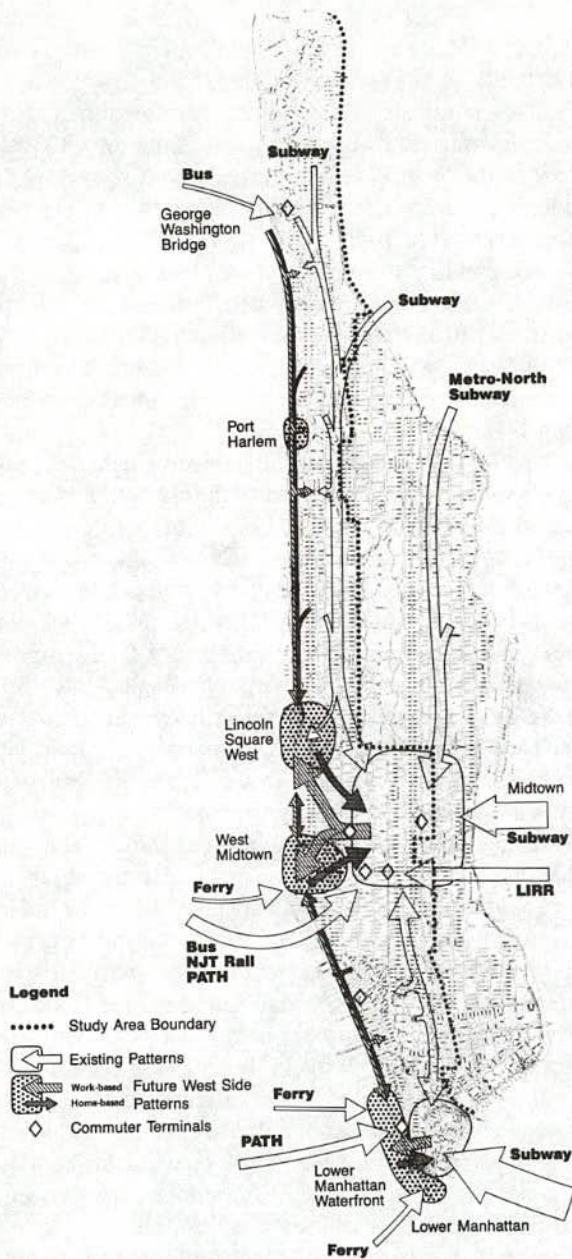 Subway
Bus
George
Washington
Bridge
Subway
Metro-North
Subway
Port
Harlem
Lincoln
Square
West
Midtown
Subway
West
Midtown
Ferry
LIRR
Bus
NJT Rail
PATH
Legend
Study Area Boundary
Existing Patterns
Work-based Future West Side
Home-based Patterns
Commuter Terminals
Ferry
PATH
Subway
Lower
Manhattan
Waterfront
Lower Manhattan
Ferry